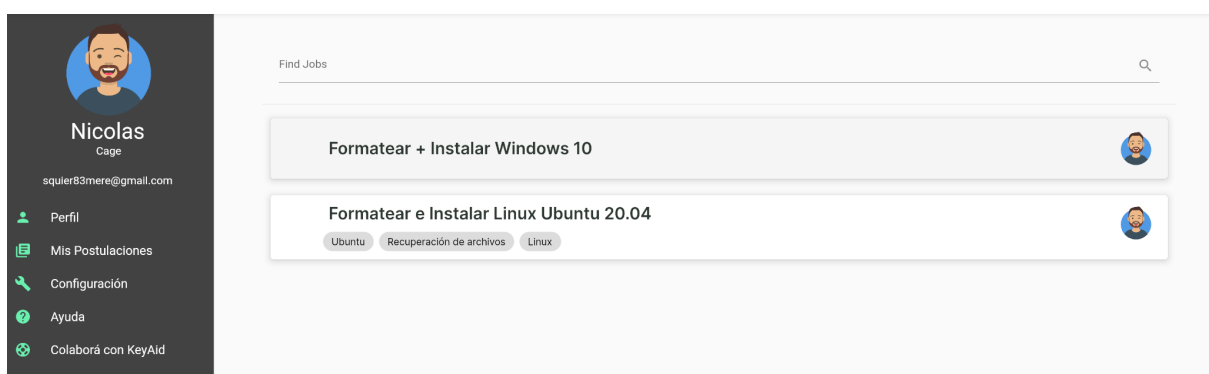 Nicolas
Cage
squier83mere@gmail.com
Perfil
Mis Postulaciones
Configuración
Ayuda
Colaborá con KeyAid
Find Jobs
Formatear + Instalar Windows 10
Formatear e Instalar Linux Ubuntu 20.04
Ubuntu Recuperación de archivos Linux